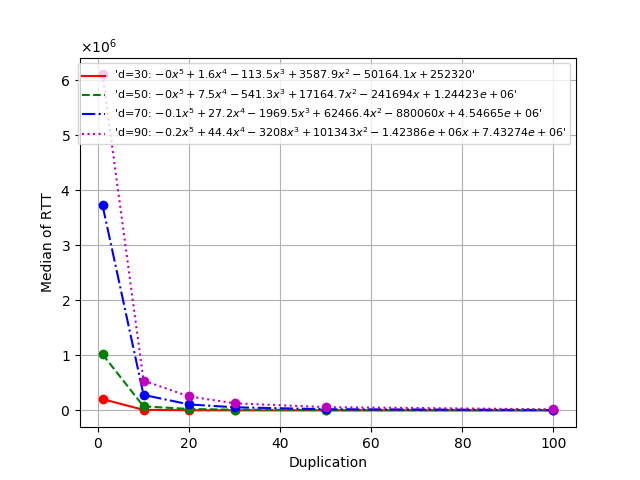 ×10⁶
'd=30: −0x⁵ + 1.6x⁴ − 113.5x³ + 3587.9x² − 50164.1x + 252320'
'd=50: −0x⁵ + 7.5x⁴ − 541.3x³ + 17164.7x² − 241694x + 1.24423e + 06'
'd=70: −0.1x⁵ + 27.2x⁴ − 1969.5x³ + 62466.4x² − 880060x + 4.54665e + 06'
'd=90: −0.2x⁵ + 44.4x⁴ − 3208x³ + 101343x² − 1.42386e + 06x + 7.43274e + 06'
6
5
4
3
2
1
0
Median of RTT
0 20 40 60 80 100
Duplication